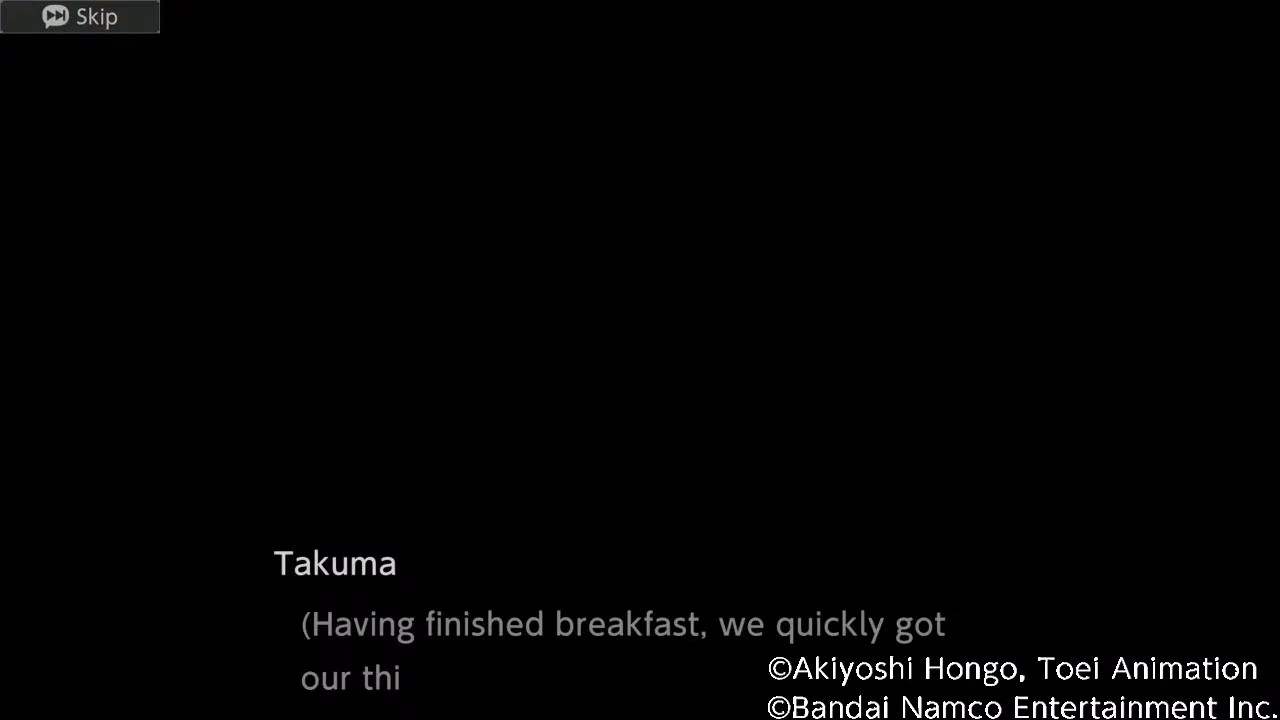 Skip
Takuma
(Having finished breakfast, we quickly got
our thi
©Akiyoshi Hongo, Toei Animation
©Bandai Namco Entertainment Inc.